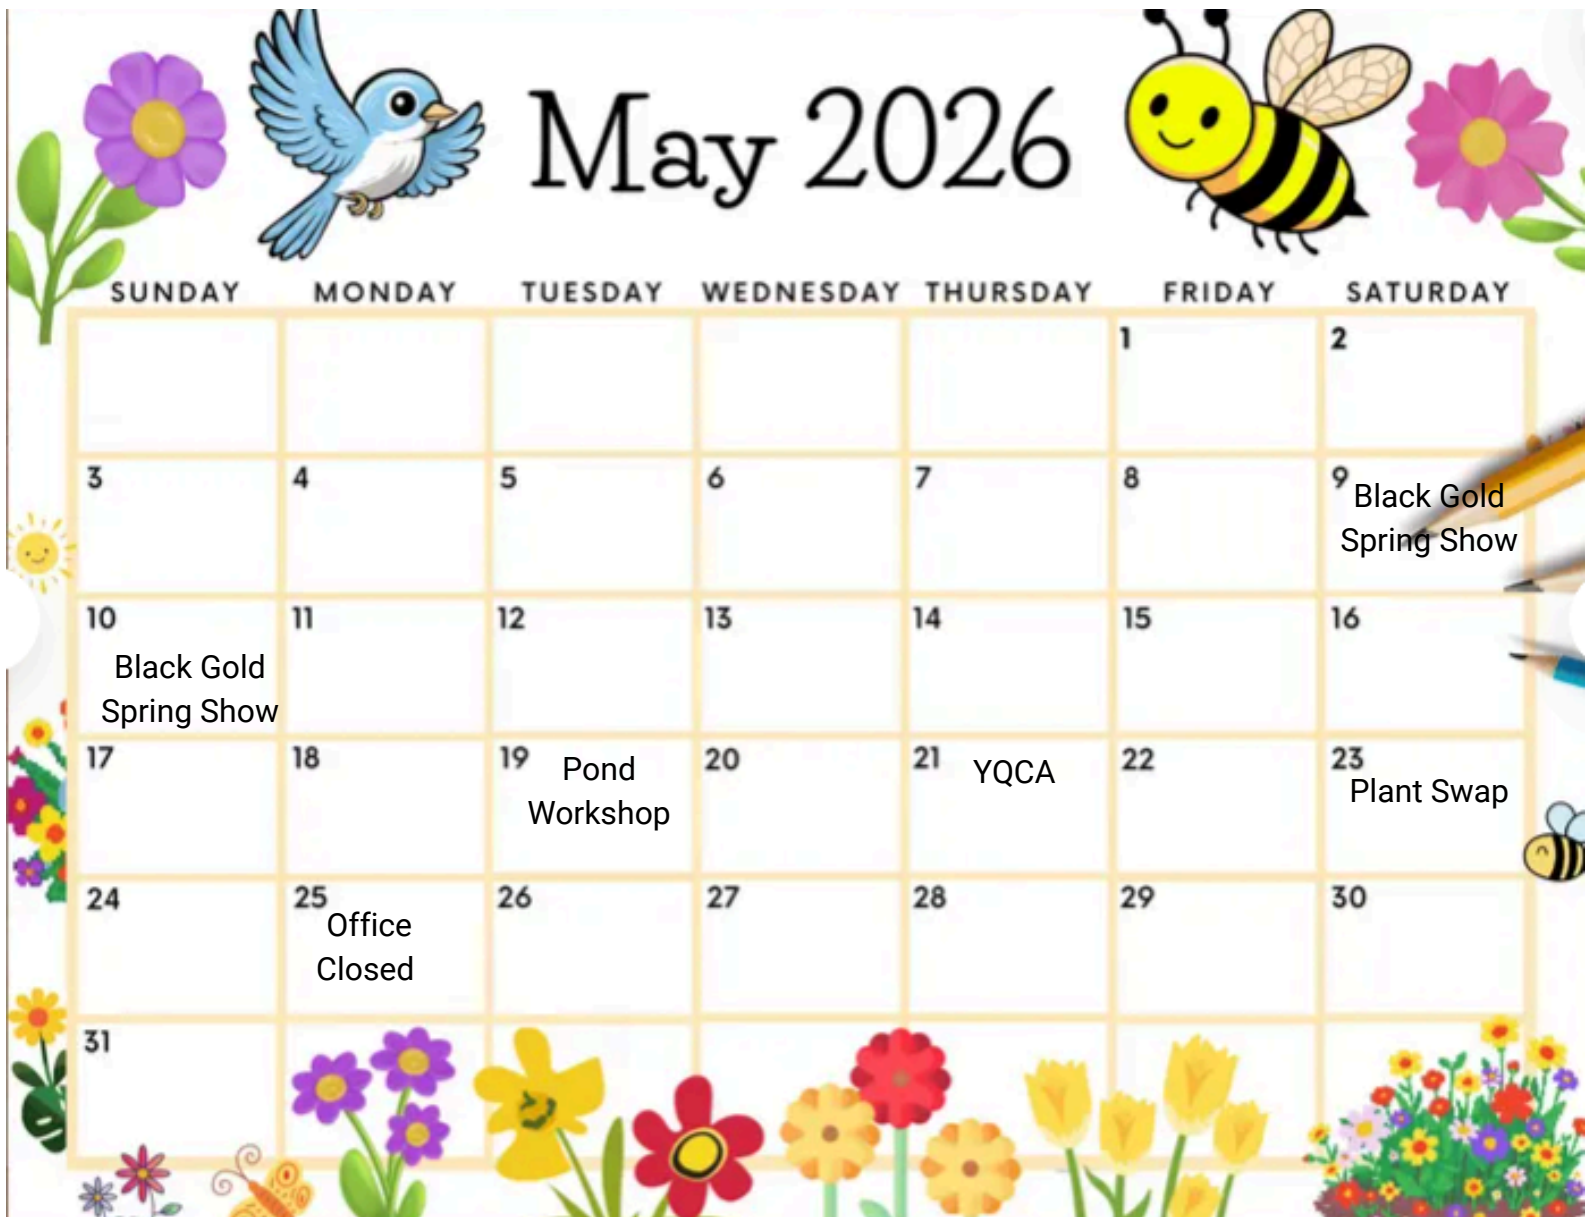 May 2026
SUNDAY MONDAY TUESDAY WEDNESDAY THURSDAY FRIDAY SATURDAY
1 2
3 4 5 6 7 8 9
Black Gold
Spring Show
10 11 12 13 14 15 16
Black Gold
Spring Show
17 18 19 20 21 22 23
Pond
Workshop
YQCA
Plant Swap
24 25 26 27 28 29 30
Office
Closed
31